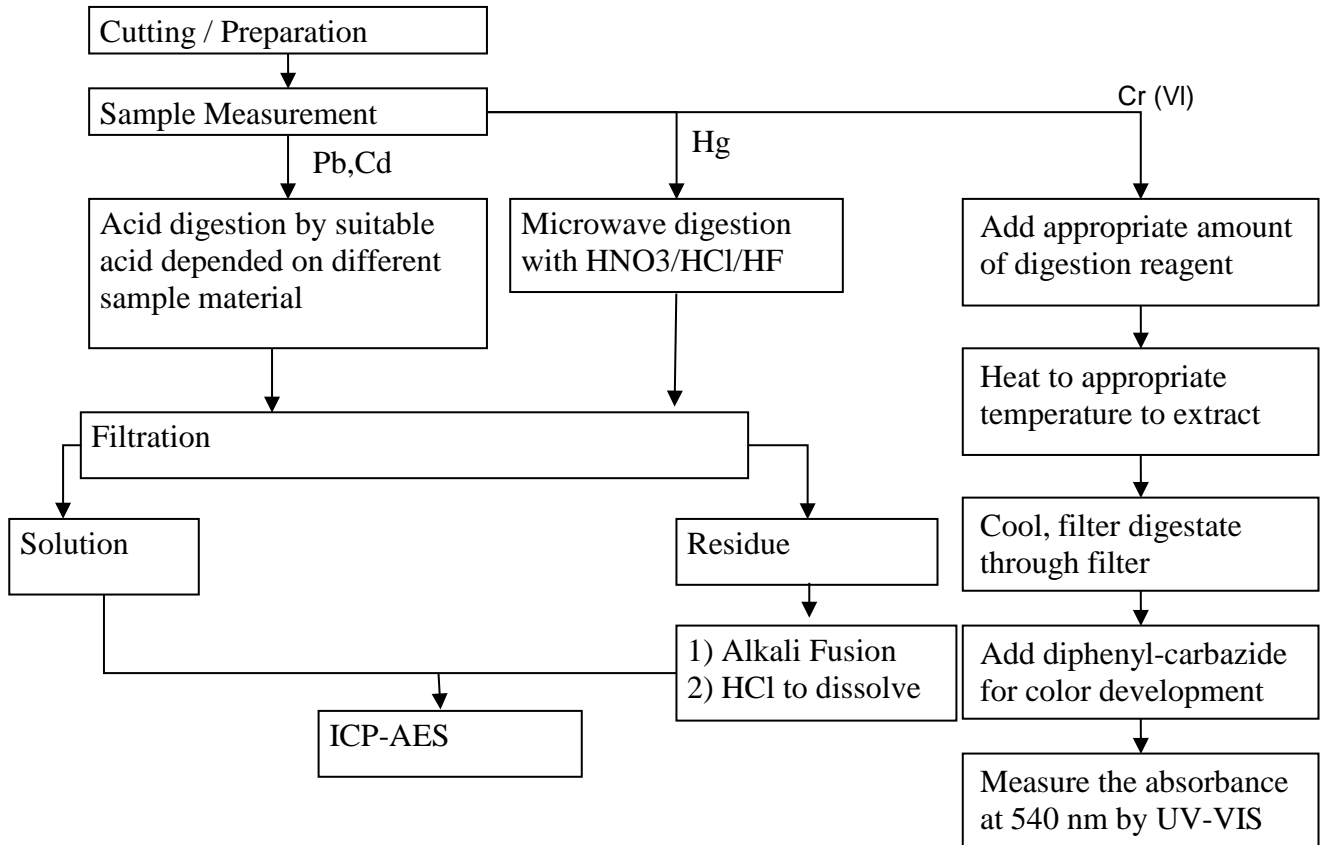 Cutting / Preparation
Sample Measurement
Cr (VI)
Pb,Cd
Hg
Acid digestion by suitable
acid depended on different
sample material
Microwave digestion
with HNO3/HCl/HF
Add appropriate amount
of digestion reagent
Heat to appropriate
temperature to extract
Filtration
Solution
Residue
Cool, filter digestate
through filter
1) Alkali Fusion
2) HCl to dissolve
Add diphenyl-carbazide
for color development
ICP-AES
Measure the absorbance
at 540 nm by UV-VIS